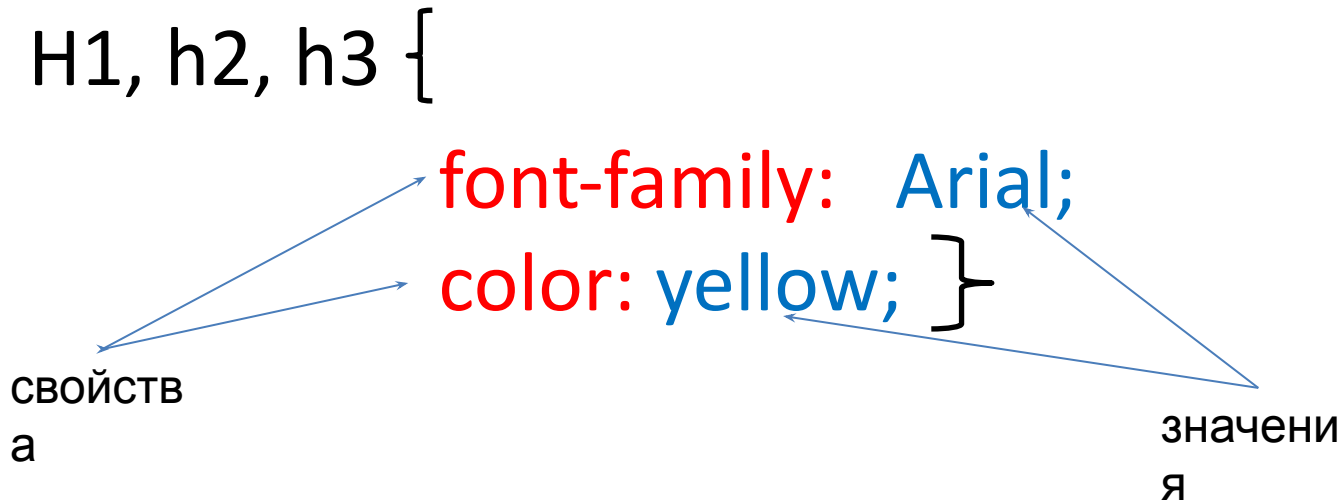 H1, h2, h3 {
font-family: Arial;
color: yellow; }
свойств
а
значени
я